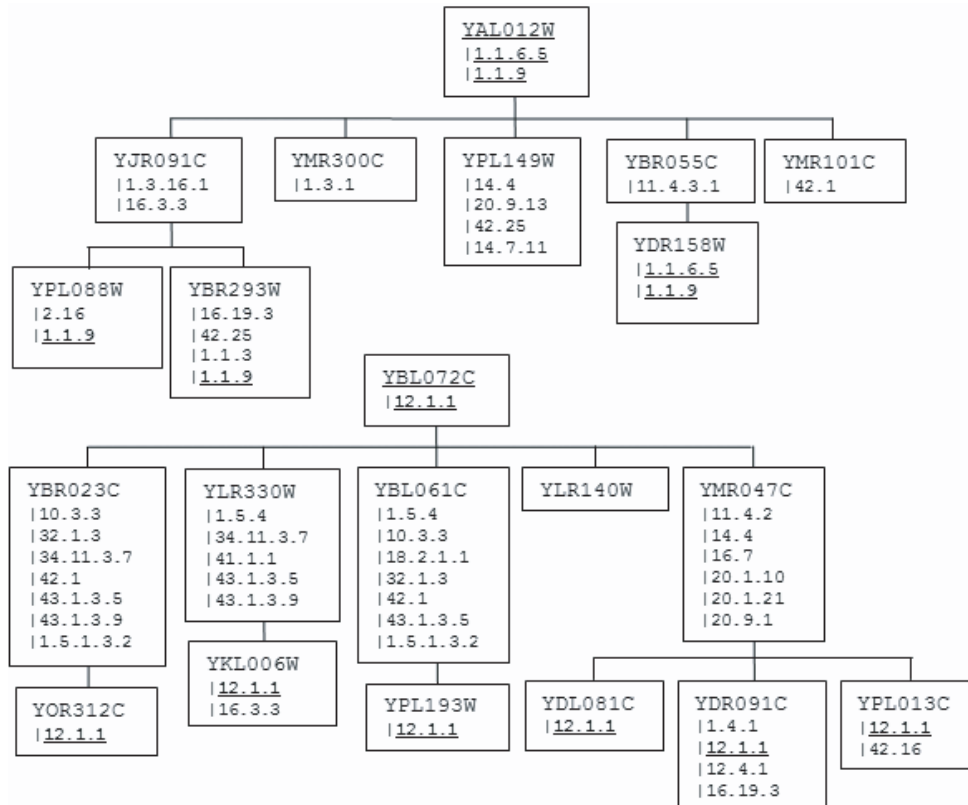 YAL012W
|1.1.6.5
|1.1.9
YJR091C
|1.3.16.1
|16.3.3
YMR300C
|1.3.1
YPL149W
|14.4
|20.9.13
|42.25
|14.7.11
YBR055C
|11.4.3.1
YMR101C
|42.1
YDR158W
|1.1.6.5
|1.1.9
YPL088W
|2.16
|1.1.9
YBR293W
|16.19.3
|42.25
|1.1.3
|1.1.9
YBL072C
|12.1.1
YBR023C
|10.3.3
|32.1.3
|34.11.3.7
|42.1
|43.1.3.5
|43.1.3.9
|1.5.1.3.2
YLR330W
|1.5.4
|34.11.3.7
|41.1.1
|43.1.3.5
|43.1.3.9
YBL061C
|1.5.4
|10.3.3
|18.2.1.1
|32.1.3
|42.1
|43.1.3.5
|1.5.1.3.2
YLR140W
YMR047C
|11.4.2
|14.4
|16.7
|20.1.10
|20.1.21
|20.9.1
YOR312C
|12.1.1
YKL006W
|12.1.1
|16.3.3
YPL193W
|12.1.1
YDL081C
|12.1.1
YDR091C
|1.4.1
|12.1.1
|12.4.1
|16.19.3
YPL013C
|12.1.1
|42.16